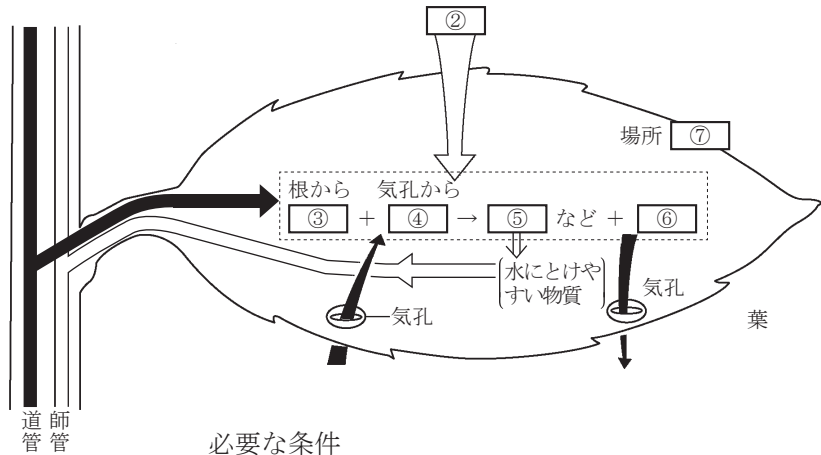 ②
場所 ⑦
根から 気孔から
③ + ④ → ⑤ など + ⑥
水にとけや
すい物質
気孔
気孔
葉
道管
師管
必要な条件